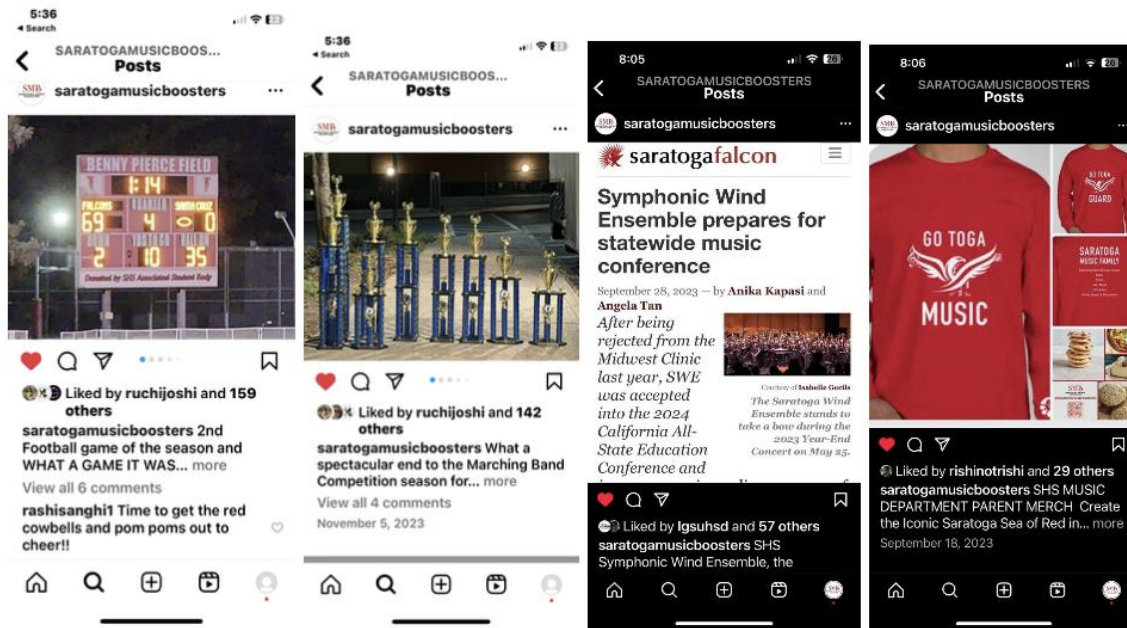 5:36
◂ Search
SARATOGAMUSICBOOS...
Posts
SMB
saratogamusicboosters
BENNY PIERCE FIELD
1:14
FALCONS
QUARTER
SANTA CRUZ
69
4
0
DOWN
YDS TO GO
BALL ON
2
10
35
Donated by SHS Associated Student Body
Liked by ruchijoshi and 159
others
saratogamusicboosters 2nd
Football game of the season and
WHAT A GAME IT WAS... more
View all 6 comments
rashisanghi1 Time to get the red
cowbells and pom poms out to
cheer!!
5:36
◂ Search
SARATOGAMUSICBOOS...
Posts
SMB
saratogamusicboosters
Liked by ruchijoshi and 142
others
saratogamusicboosters What a
spectacular end to the Marching Band
Competition season for... more
View all 4 comments
November 5, 2023
8:05
26
SARATOGAMUSICBOOSTERS
Posts
saratogamusicboosters
saratogafalcon
Symphonic Wind
Ensemble prepares for
statewide music
conference
September 28, 2023 — by Anika Kapasi and
Angela Tan
After being
rejected from the
Midwest Clinic
last year, SWE
was accepted
into the 2024
California All-
State Education
Conference and
Courtesy of Isabelle
The Saratoga Wind
Ensemble stands to
take a bow during the
2023 Year-End
Concert on May 25.
Liked by lgsuhsd and 57 others
saratogamusicboosters SHS
Symphonic Wind Ensemble, the
8:06
26
SARATOGAMUSICBOOSTERS
Posts
saratogamusicboosters
GO TOGA
MUSIC
GO TOGA
GUARD
SARATOGA
MUSIC FAMILY
SMB
Liked by rishinotrishi and 29 others
saratogamusicboosters SHS MUSIC
DEPARTMENT PARENT MERCH Create
the Iconic Saratoga Sea of Red in... more
September 18, 2023